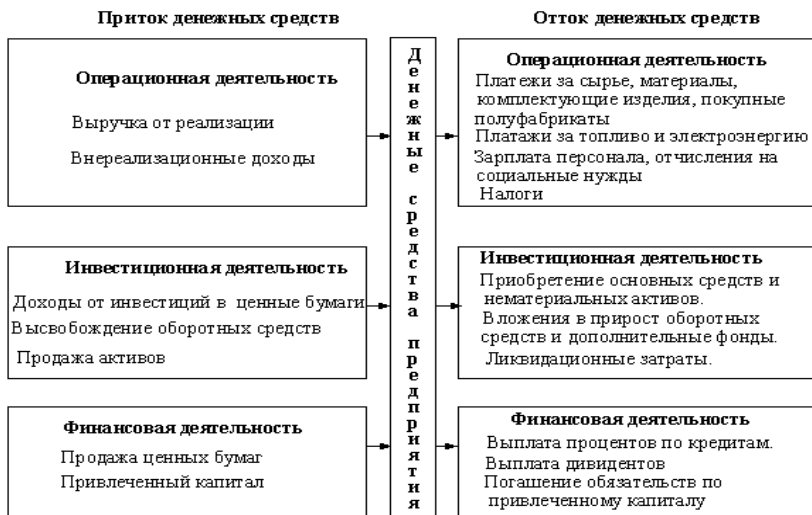 Приток денежных средств
Операционная деятельность
Выручка от реализации
Внереализационные доходы
Инвестиционная деятельность
Доходы от инвестиций в ценные бумаги
Высвобождение оборотных средств
Продажа активов
Финансовая деятельность
Продажа ценных бумаг
Привлеченный капитал
Денежные средства предприятия
Отток денежных средств
Операционная деятельность
Платежи за сырье, материалы,
комплектующие изделия, покупные
полуфабрикаты
Платажи за топливо и электроэнергию
Зарплата персонала, отчисления на
социальные нужды
Налоги
Инвестиционная деятельность
Приобретение основных средств и
нематериальных активов.
Вложения в прирост оборотных
средств и дополнительные фонды.
Ликвидационные затраты.
Финансовая деятельность
Выплата процентов по кредитам.
Выплата дивидентов
Погашение обязательств по
привлеченному капиталу